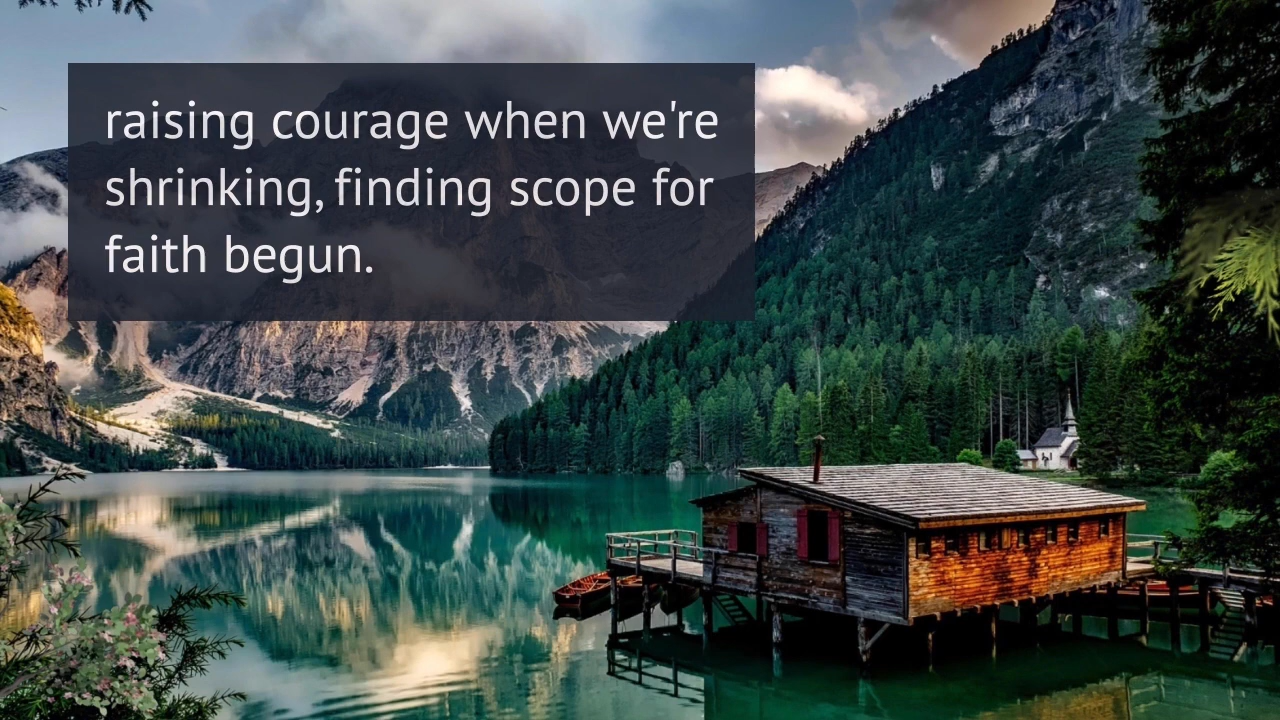 raising courage when we're
shrinking, finding scope for
faith begun.